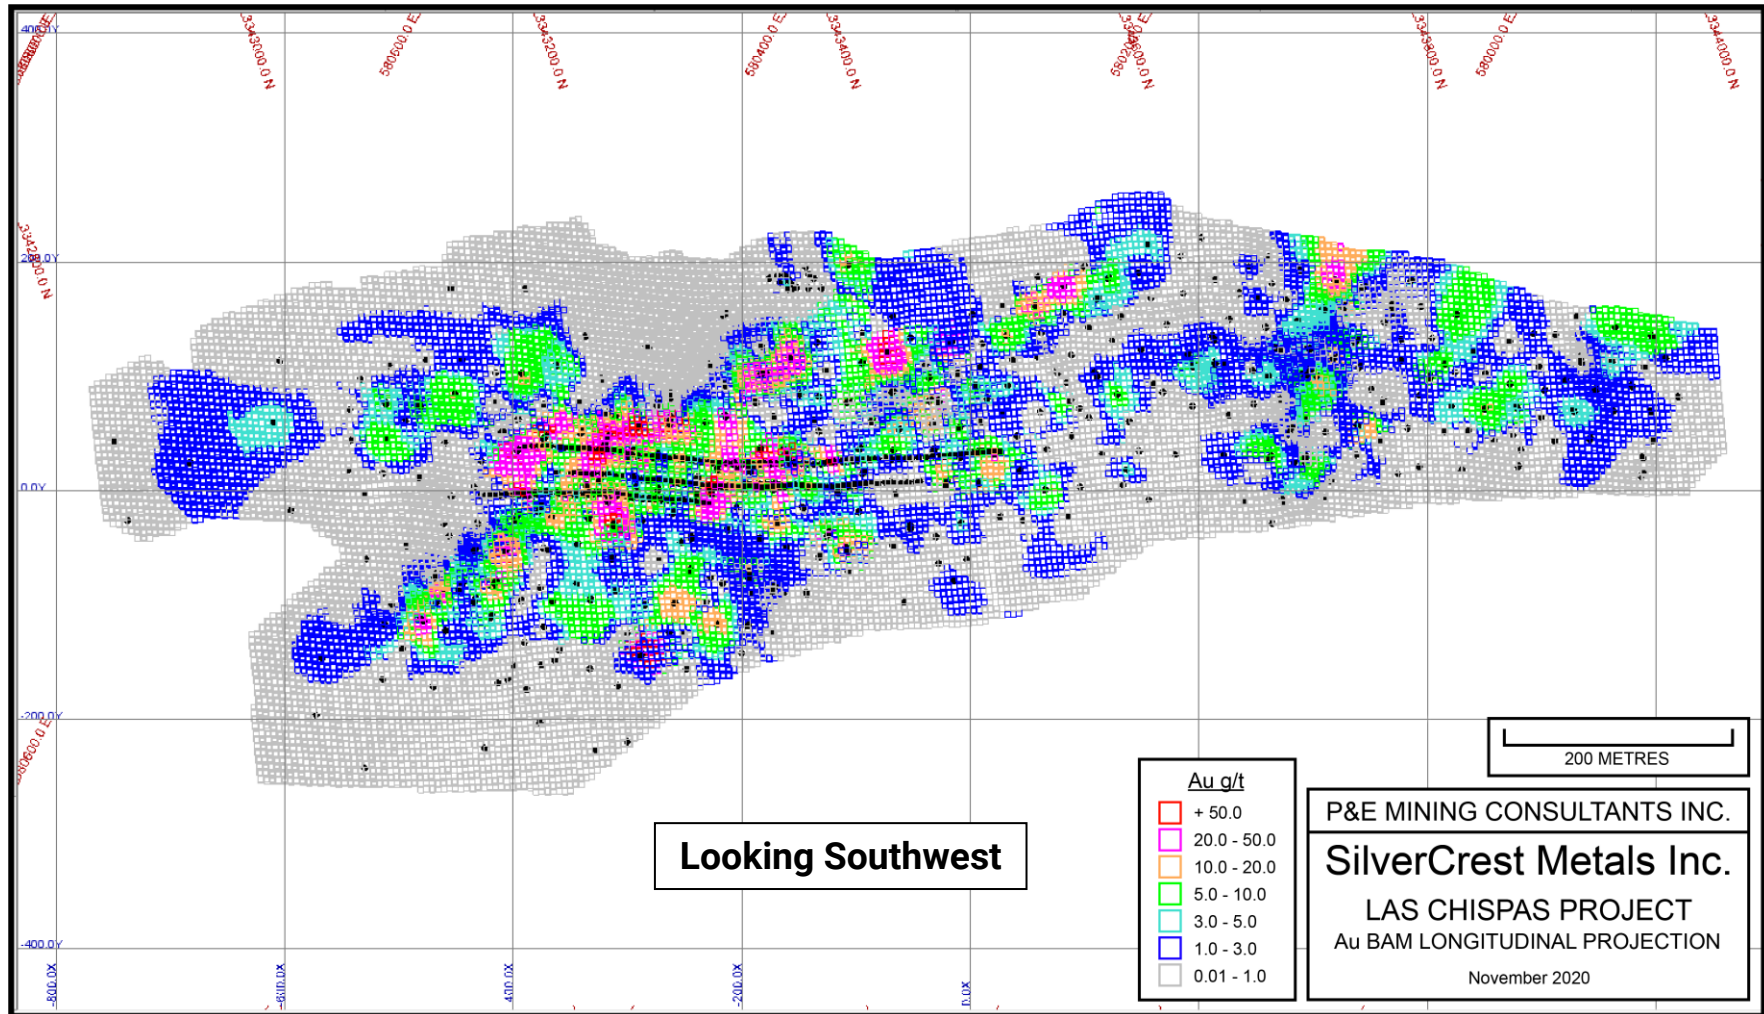 400.0Y
3343000.0 N
580600.0 E
3343200.0 N
580400.0 E
3343400.0 N
3343600.0 N
3343800.0 N
580000.0 E
3344000.0 N
200.0Y
0.0Y
-200.0Y
-400.0Y
-800.0X
-600.0X
-200.0X
0.0X
Looking Southwest
200 METRES
Au g/t
+ 50.0
20.0 - 50.0
10.0 - 20.0
5.0 - 10.0
3.0 - 5.0
1.0 - 3.0
0.01 - 1.0
P&E MINING CONSULTANTS INC.
SilverCrest Metals Inc.
LAS CHISPAS PROJECT
Au BAM LONGITUDINAL PROJECTION
November 2020